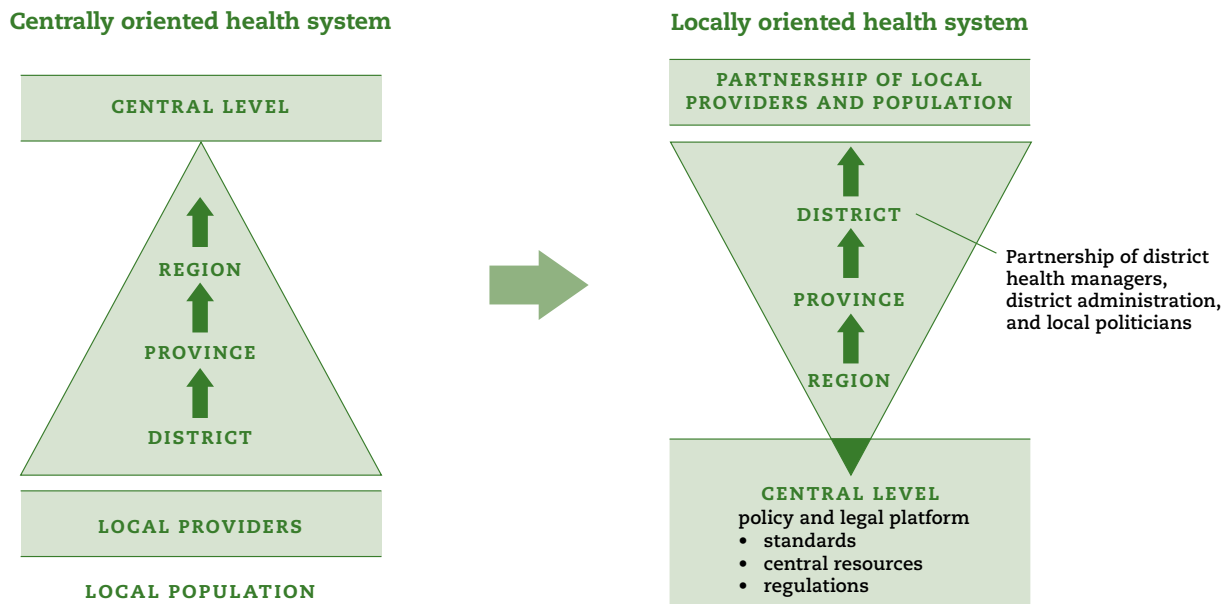 Centrally oriented health system
CENTRAL LEVEL
REGION
PROVINCE
DISTRICT
LOCAL PROVIDERS
LOCAL POPULATION
Locally oriented health system
PARTNERSHIP OF LOCAL
PROVIDERS AND POPULATION
DISTRICT
Partnership of district
health managers,
district administration,
and local politicians
PROVINCE
REGION
CENTRAL LEVEL
policy and legal platform
• standards
• central resources
• regulations